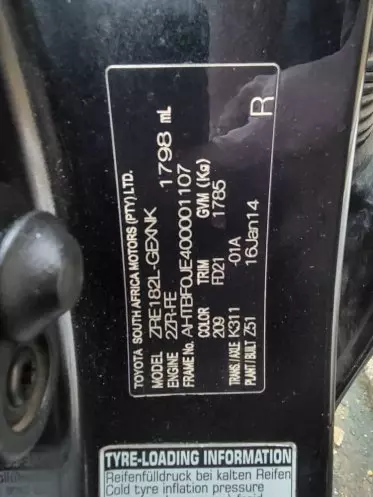 TOYOTA SOUTH AFRICA MOTORS (PTY) LTD.
MODEL ZRE182L-GEXNK 1798 mL
ENGINE 2ZR-FE
FRAME NO. AHTBF0JE400001107
COLOR TRIM GVM (Kg)
209 FD21 1785
TRANS./AXLE K311 -01A
PLANT/BUILT Z51 16Jan14
R
TYRE-LOADING INFORMATION
Reifenfülldruck bei kalten Reifen
Cold tyre inflation pressure